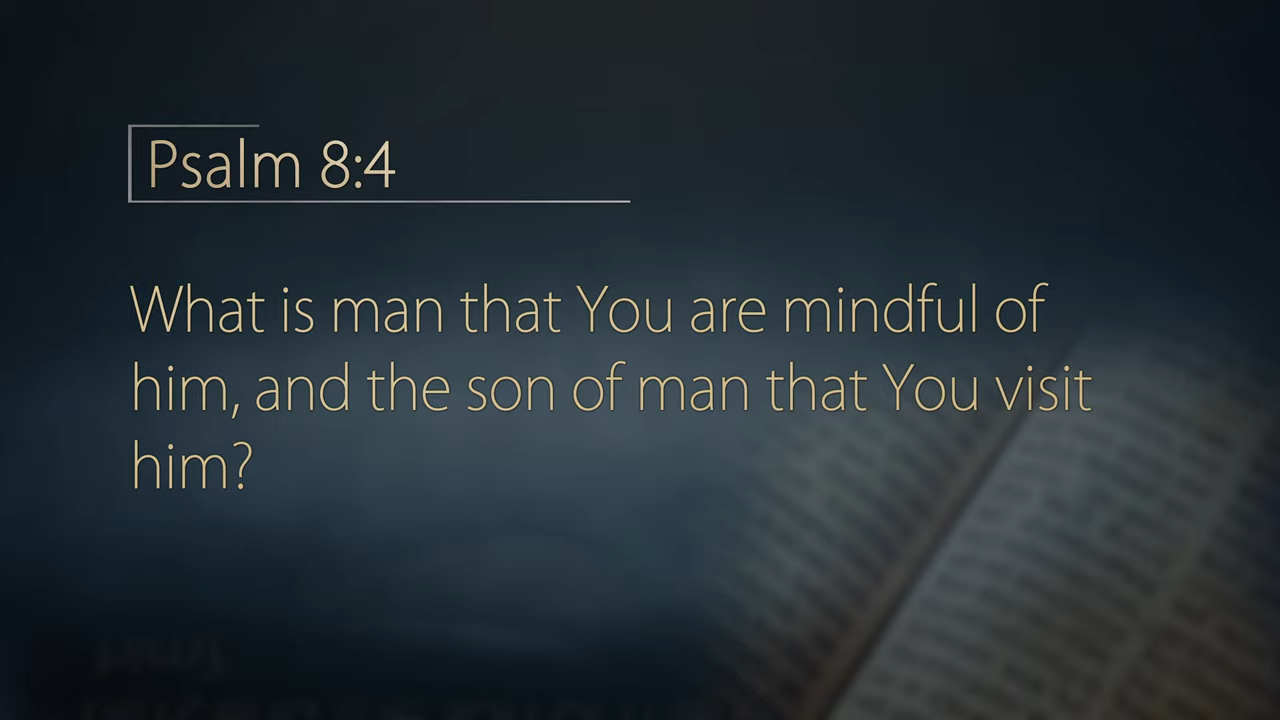 Psalm 8:4
What is man that You are mindful of
him, and the son of man that You visit
him?